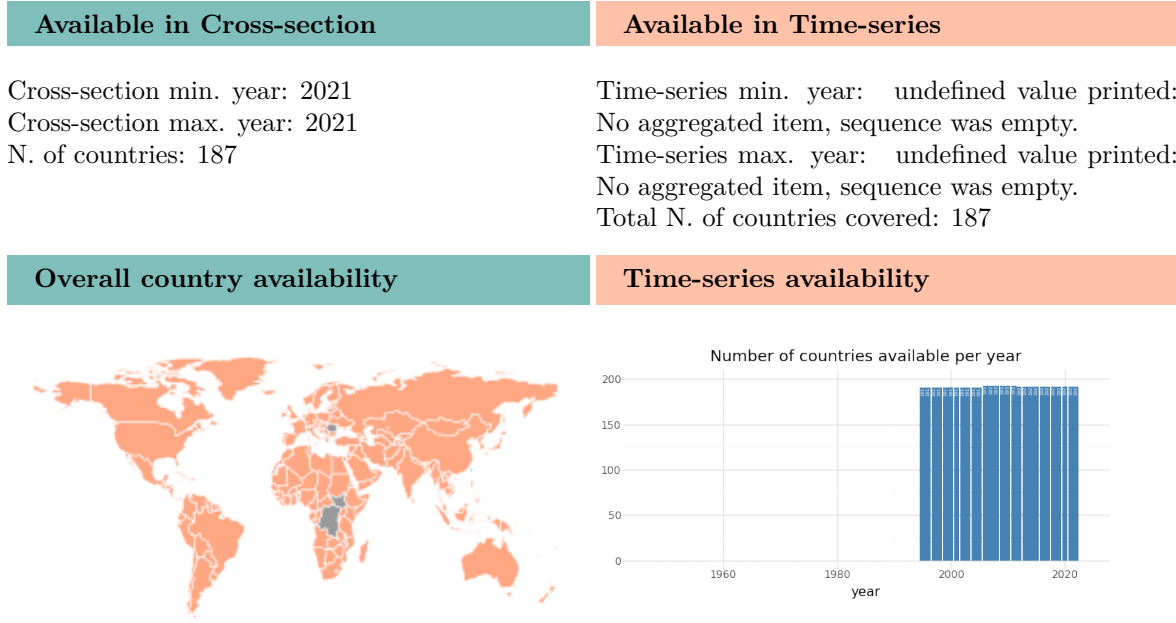 Available in Cross-section
Available in Time-series
Cross-section min. year: 2021
Cross-section max. year: 2021
N. of countries: 187
Time-series min. year: undefined value printed:
No aggregated item, sequence was empty.
Time-series max. year: undefined value printed:
No aggregated item, sequence was empty.
Total N. of countries covered: 187
Overall country availability
Time-series availability
Number of countries available per year
200
150
100
50
0
1960 1980 2000 2020
year